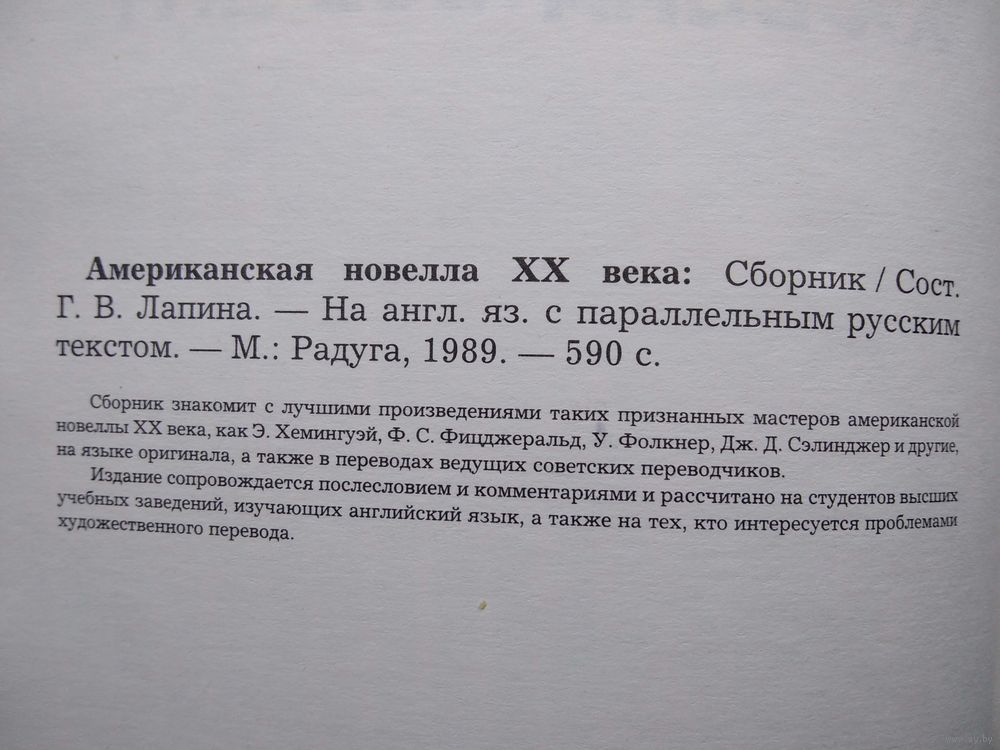 Американская новелла XX века: Сборник / Сост.
Г. В. Лапина. — На англ. яз. с параллельным русским
текстом. — М.: Радуга, 1989. — 590 с.
Сборник знакомит с лучшими произведениями таких признанных мастеров американской
новеллы XX века, как Э. Хемингуэй, Ф. С. Фицджеральд, У. Фолкнер, Дж. Д. Сэлинджер и другие,
на языке оригинала, а также в переводах ведущих советских переводчиков.
Издание сопровождается послесловием и комментариями и рассчитано на студентов высших
учебных заведений, изучающих английский язык, а также на тех, кто интересуется проблемами
художественного перевода.